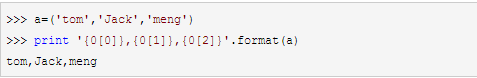 >>> a=('tom','Jack','meng')
>>> print '{0[0]},{0[1]},{0[2]}'.format(a)
tom,Jack,meng